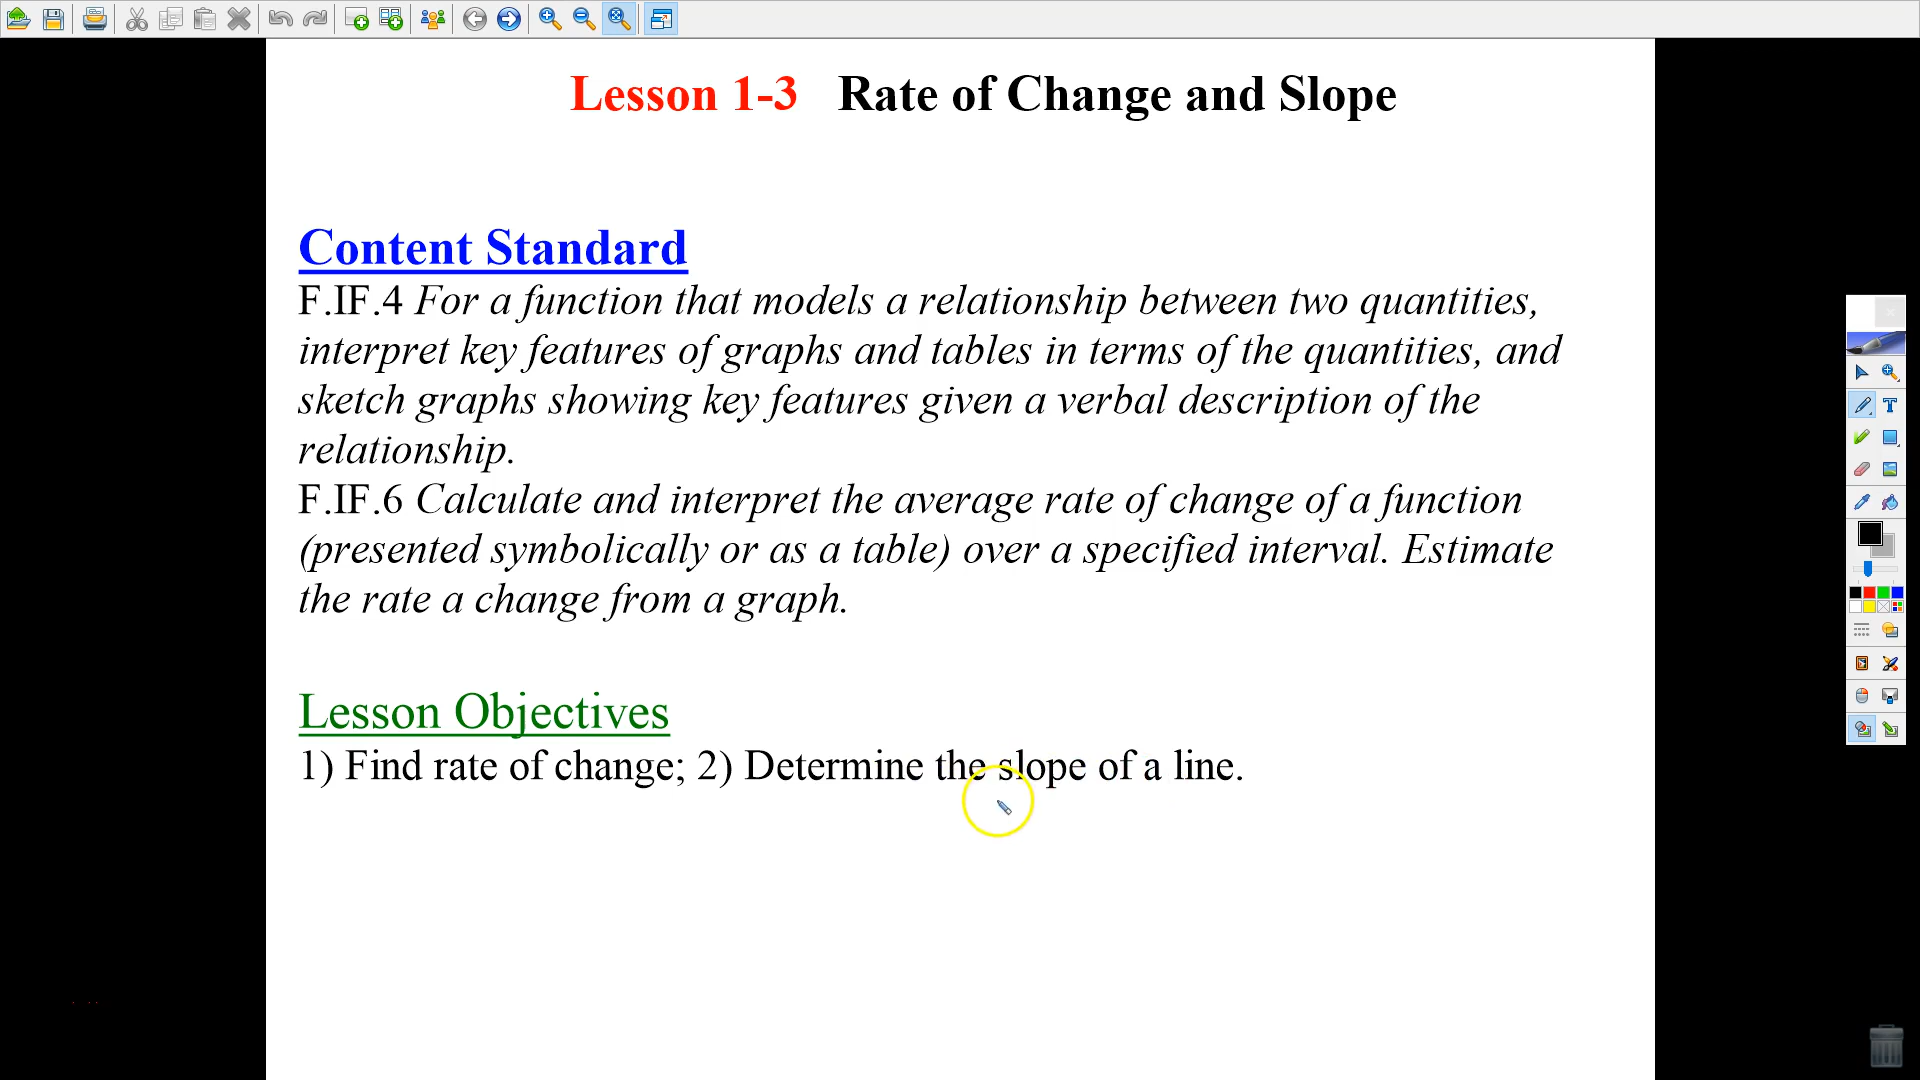 Lesson 1-3 Rate of Change and Slope
Content Standard
F.IF.4 For a function that models a relationship between two quantities,
interpret key features of graphs and tables in terms of the quantities, and
sketch graphs showing key features given a verbal description of the
relationship.
F.IF.6 Calculate and interpret the average rate of change of a function
(presented symbolically or as a table) over a specified interval. Estimate
the rate a change from a graph.
Lesson Objectives
1) Find rate of change; 2) Determine the slope of a line.